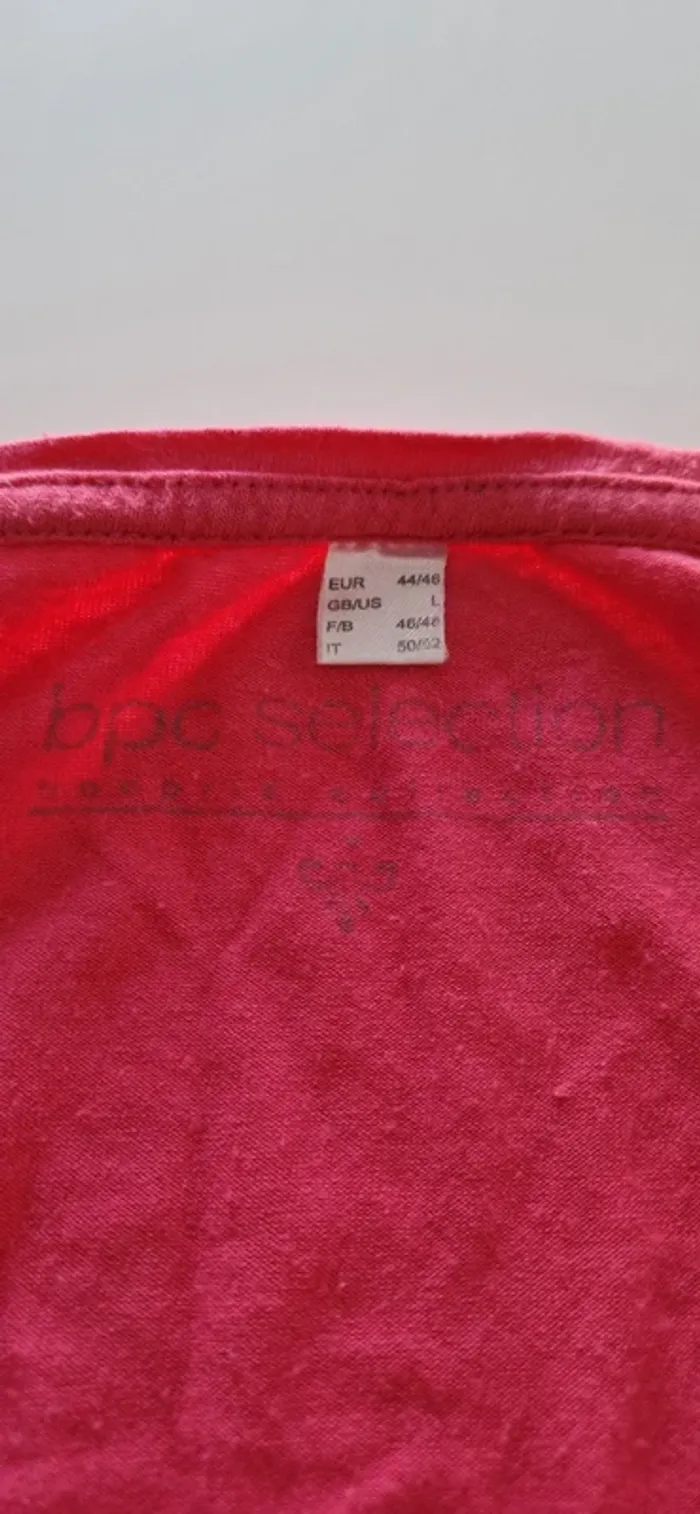 EUR 44/46
GB/US L
F/B 46/48
IT 50/52
bpc selection